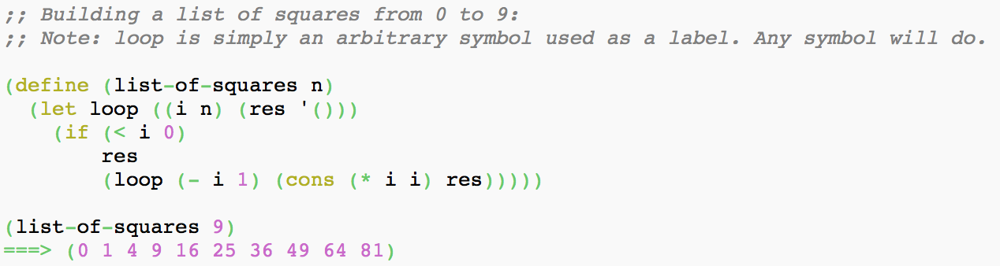 ;; Building a list of squares from 0 to 9:
;; Note: loop is simply an arbitrary symbol used as a label. Any symbol will do.
(define (list-of-squares n)
(let loop ((i n) (res '()))
(if (< i 0)
res
(loop (- i 1) (cons (* i i) res)))))
(list-of-squares 9)
===> (0 1 4 9 16 25 36 49 64 81)